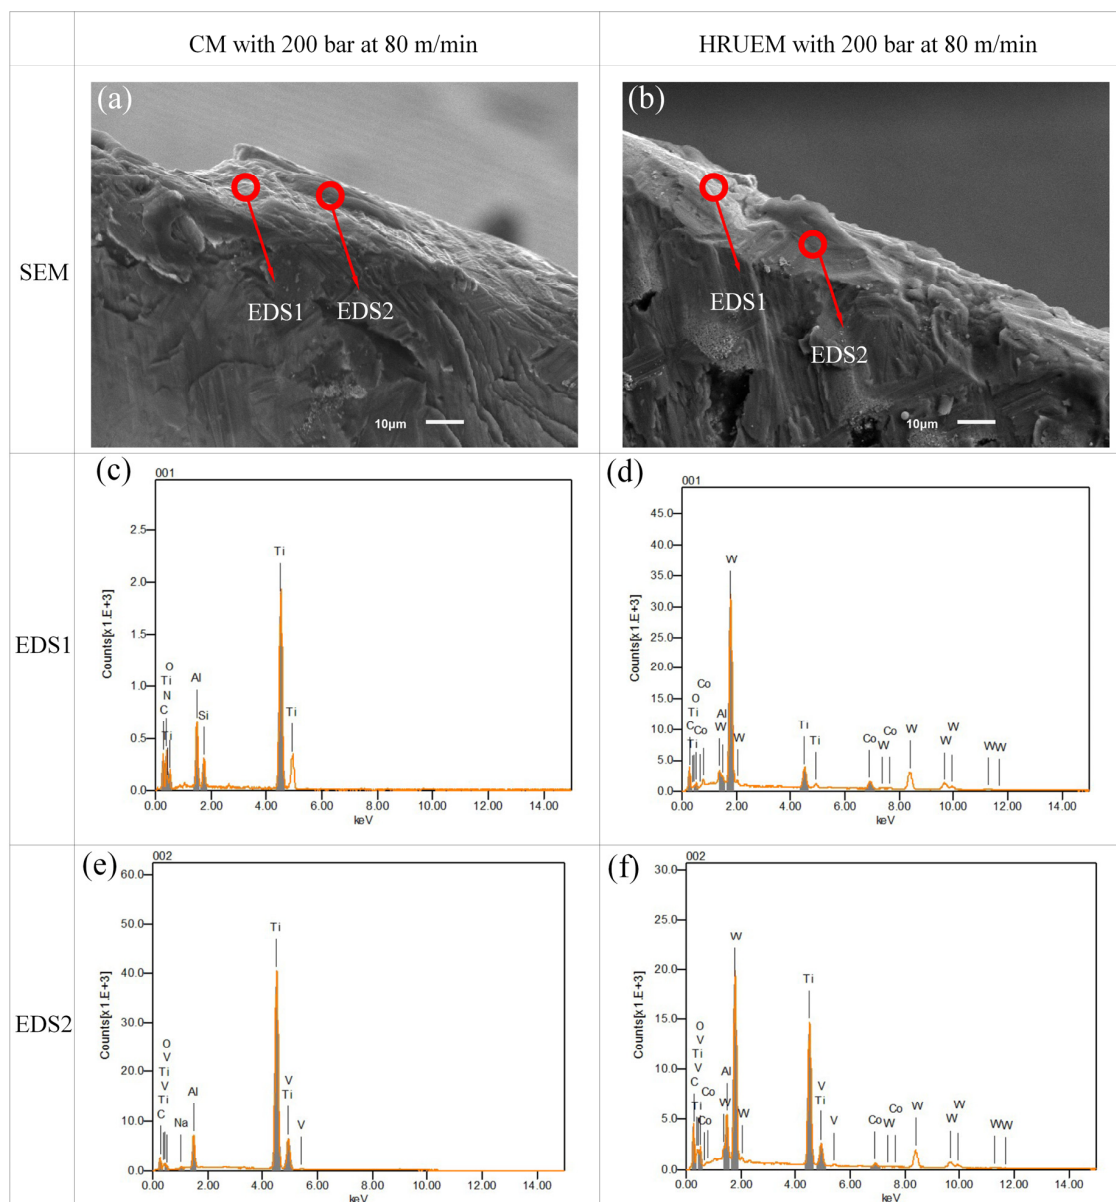 CM with 200 bar at 80 m/min
HRUEM with 200 bar at 80 m/min
SEM
(a)
EDS1
EDS2
10μm
(b)
EDS1
EDS2
10μm
EDS1
(c)
001
Counts[x1.E+3]
2.5
2.0
1.5
1.0
0.5
0.0
O
Ti
N
C
Ti
Al
Si
Ti
Ti
0.00 2.00 4.00 6.00 8.00 10.00 12.00 14.00
keV
(d)
001
Counts[x1.E+3]
45.0
40.0
35.0
30.0
25.0
20.0
15.0
10.0
5.0
0.0
O Co
Ti
C Co
Ti
Al
W
W
W
Ti
Ti
Co
W
Co
W
W
W
W
W
0.00 2.00 4.00 6.00 8.00 10.00 12.00 14.00
keV
EDS2
(e)
002
Counts[x1.E+3]
60.0
50.0
40.0
30.0
20.0
10.0
0.0
O
V
Ti
V
Ti
C
Na
Al
Ti
V
Ti
V
0.00 2.00 4.00 6.00 8.00 10.00 12.00 14.00
keV
(f)
002
Counts[x1.E+3]
30.0
25.0
20.0
15.0
10.0
5.0
0.0
O
V
Ti
V
C Co
Ti
Co
Al
W
W
W
Ti
V
Ti
V
Co
W
Co
W
W
W
W
W
0.00 2.00 4.00 6.00 8.00 10.00 12.00 14.00
keV